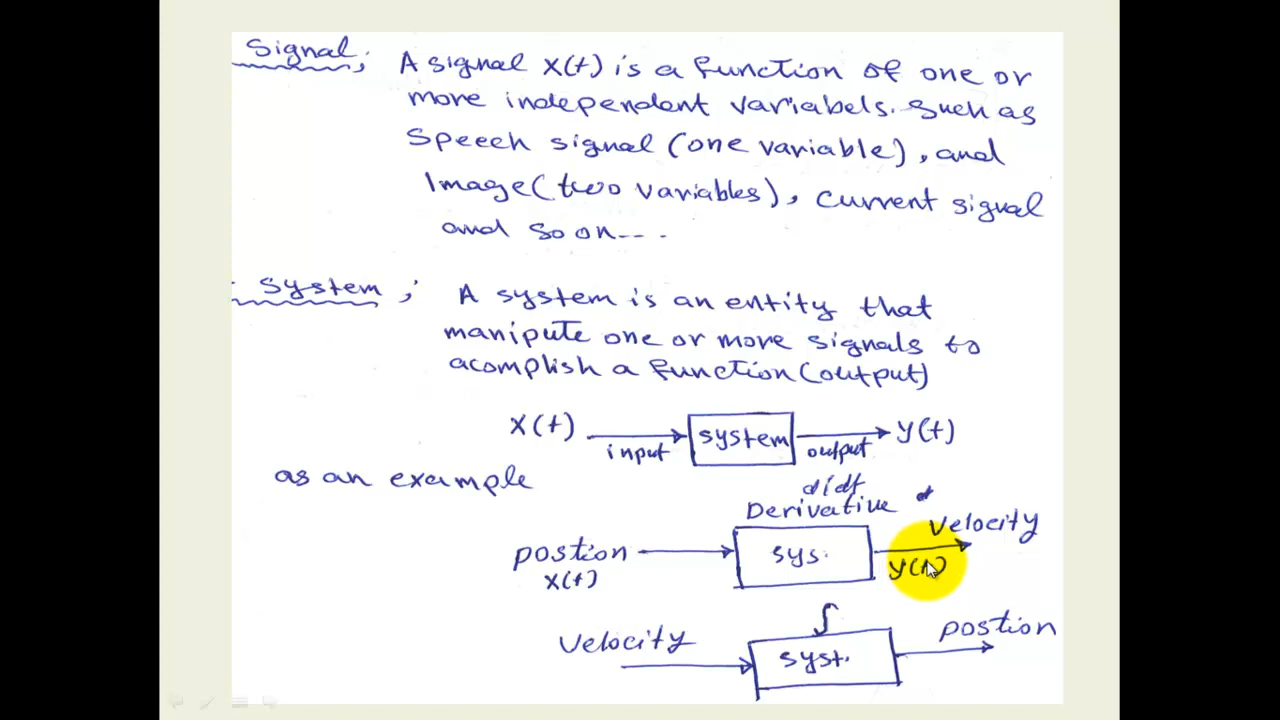 Signal; A signal x(t) is a function of one or
more independent variabels. Such as
Speech signal (one variable), and
Image (two variables), current signal
and so on---.
System; A system is an entity that
manipute one or more signals to
acomplish a function (output)
x(t) input system output y(t)
as an example
d/dt
Derivative
postion x(t) sys. y(t) Velocity
∫
Velocity syst. postion